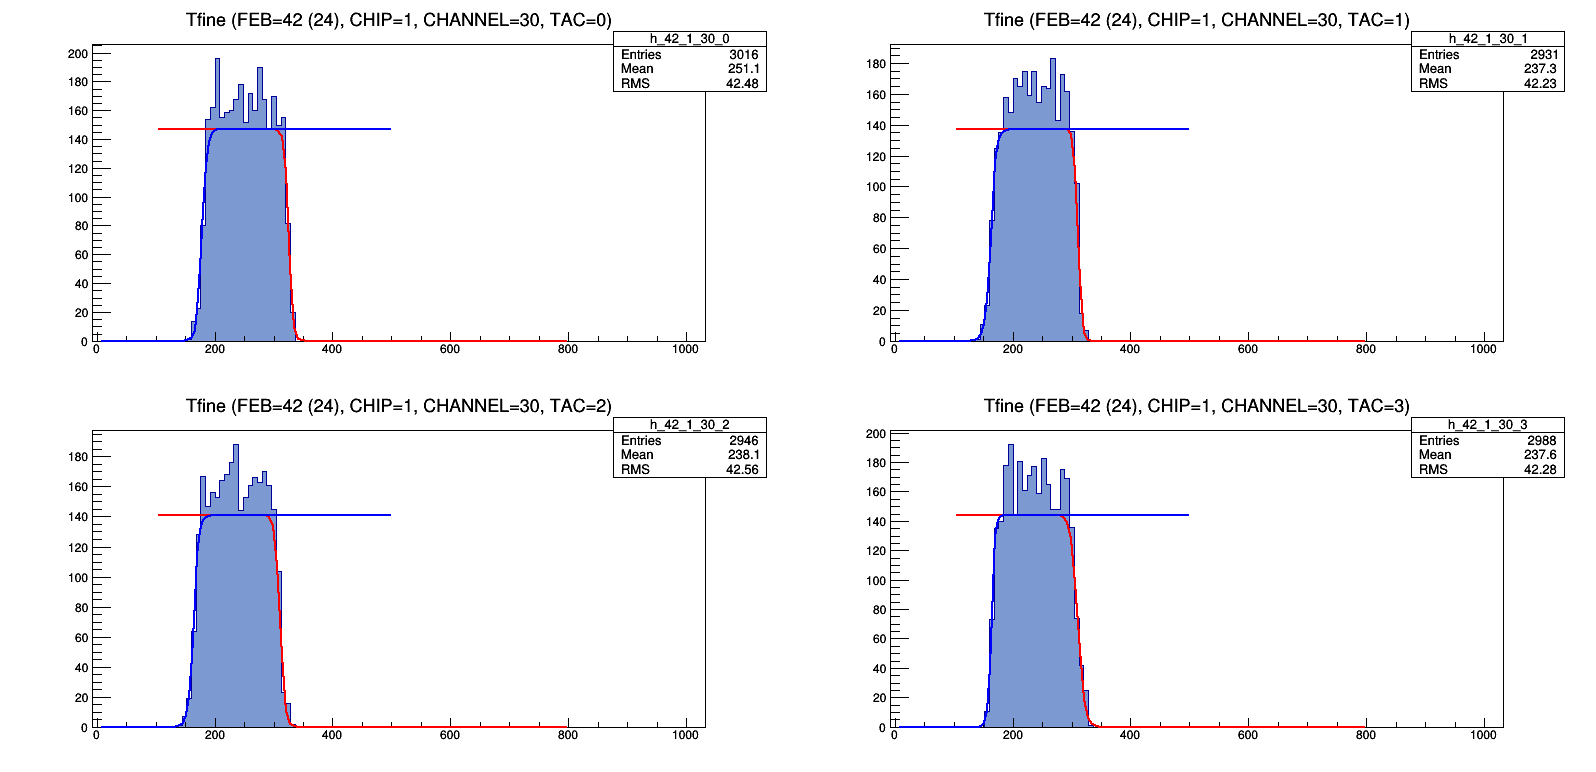 Tfine (FEB=42 (24), CHIP=1, CHANNEL=30, TAC=0)
h_42_1_30_0
Entries 3016
Mean 251.1
RMS 42.48
200
180
160
140
120
100
80
60
40
20
0
0 200 400 600 800 1000
Tfine (FEB=42 (24), CHIP=1, CHANNEL=30, TAC=1)
h_42_1_30_1
Entries 2931
Mean 237.3
RMS 42.23
180
160
140
120
100
80
60
40
20
0
0 200 400 600 800 1000
Tfine (FEB=42 (24), CHIP=1, CHANNEL=30, TAC=2)
h_42_1_30_2
Entries 2946
Mean 238.1
RMS 42.56
180
160
140
120
100
80
60
40
20
0
0 200 400 600 800 1000
Tfine (FEB=42 (24), CHIP=1, CHANNEL=30, TAC=3)
h_42_1_30_3
Entries 2988
Mean 237.6
RMS 42.28
200
180
160
140
120
100
80
60
40
20
0
0 200 400 600 800 1000